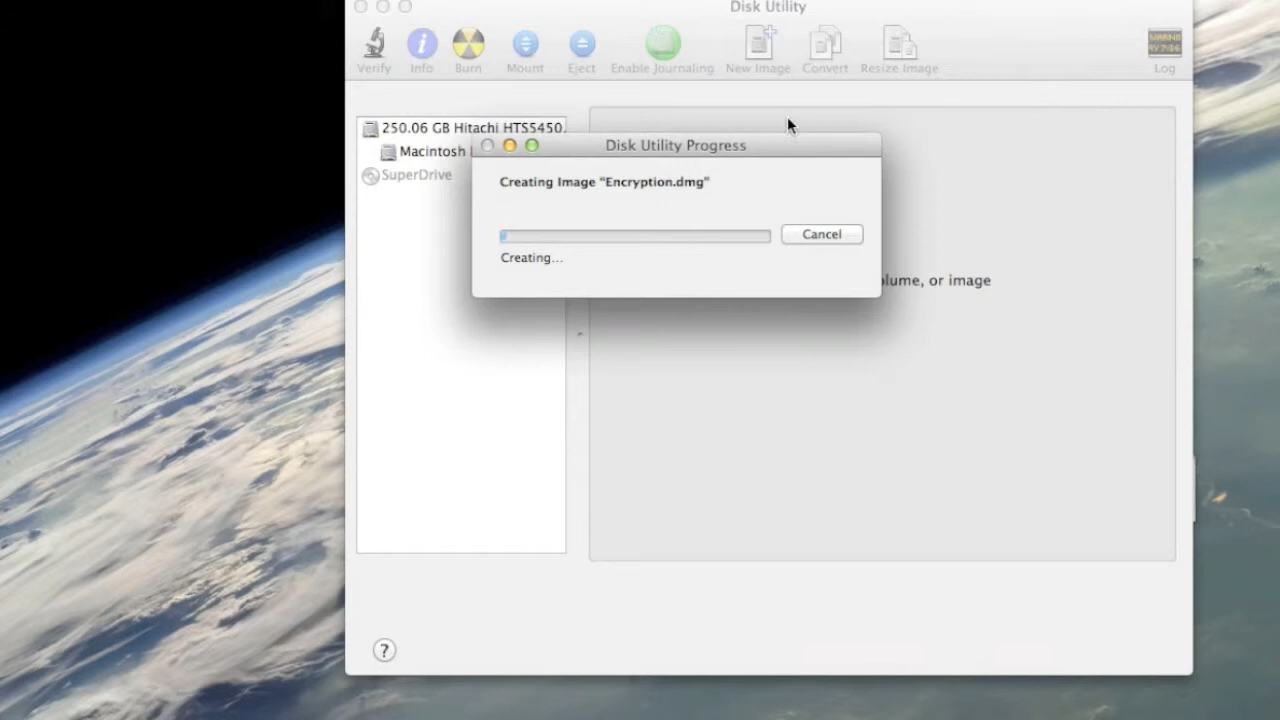 Disk Utility
Verify
Info
Burn
Mount
Eject
Enable Journaling
New Image
Convert
Resize Image
Log
250.06 GB Hitachi HTS5450
Macintosh
SuperDrive
Disk Utility Progress
Creating Image “Encryption.dmg”
Cancel
Creating...
olume, or image
?